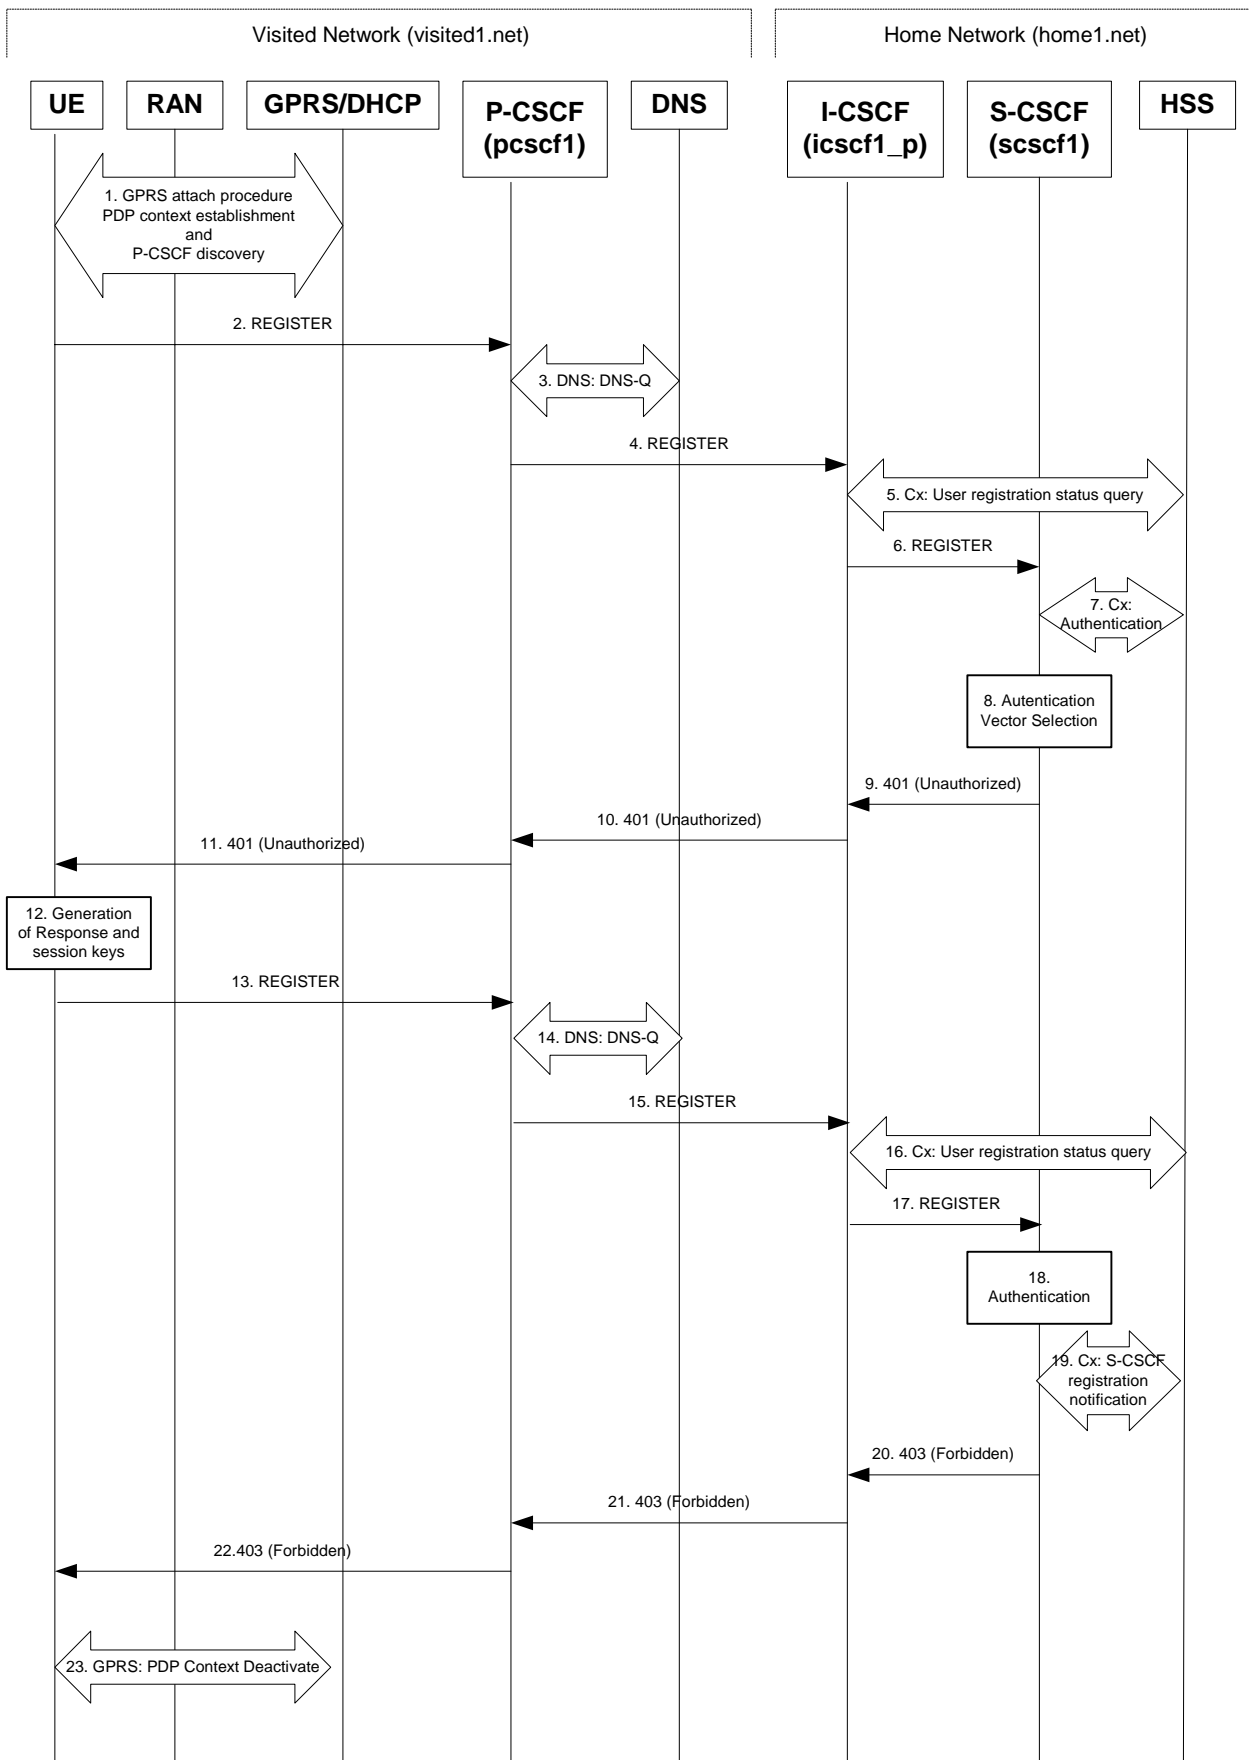 Visited Network (visited1.net)
Home Network (home1.net)
UE
RAN
GPRS/DHCP
P-CSCF
(pcscf1)
DNS
I-CSCF
(icscf1_p)
S-CSCF
(scscf1)
HSS
1. GPRS attach procedure
PDP context establishment
and
P-CSCF discovery
2. REGISTER
3. DNS: DNS-Q
4. REGISTER
5. Cx: User registration status query
6. REGISTER
7. Cx:
Authentication
8. Autentication
Vector Selection
9. 401 (Unauthorized)
10. 401 (Unauthorized)
11. 401 (Unauthorized)
12. Generation
of Response and
session keys
13. REGISTER
14. DNS: DNS-Q
15. REGISTER
16. Cx: User registration status query
17. REGISTER
18.
Authentication
19. Cx: S-CSCF
registration
notification
20. 403 (Forbidden)
21. 403 (Forbidden)
22.403 (Forbidden)
23. GPRS: PDP Context Deactivate